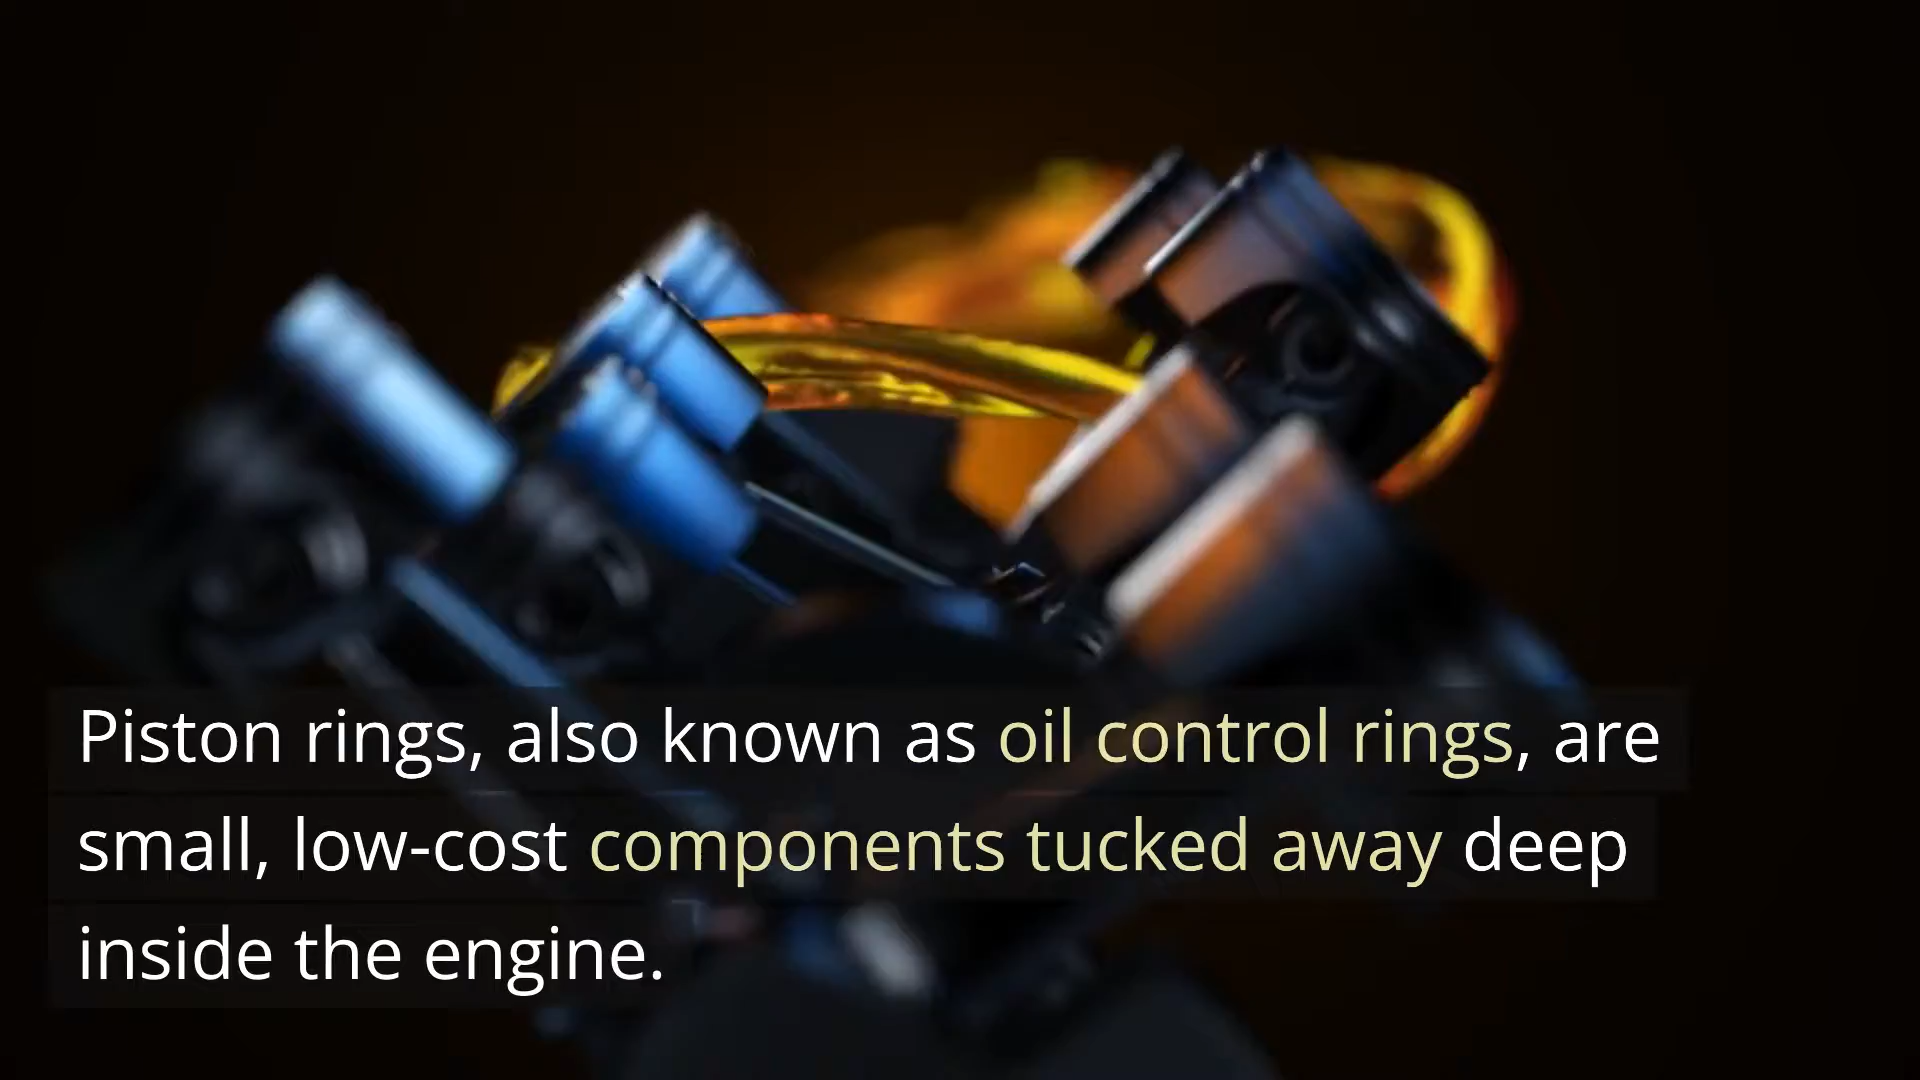 Piston rings, also known as oil control rings, are
small, low-cost components tucked away deep
inside the engine.